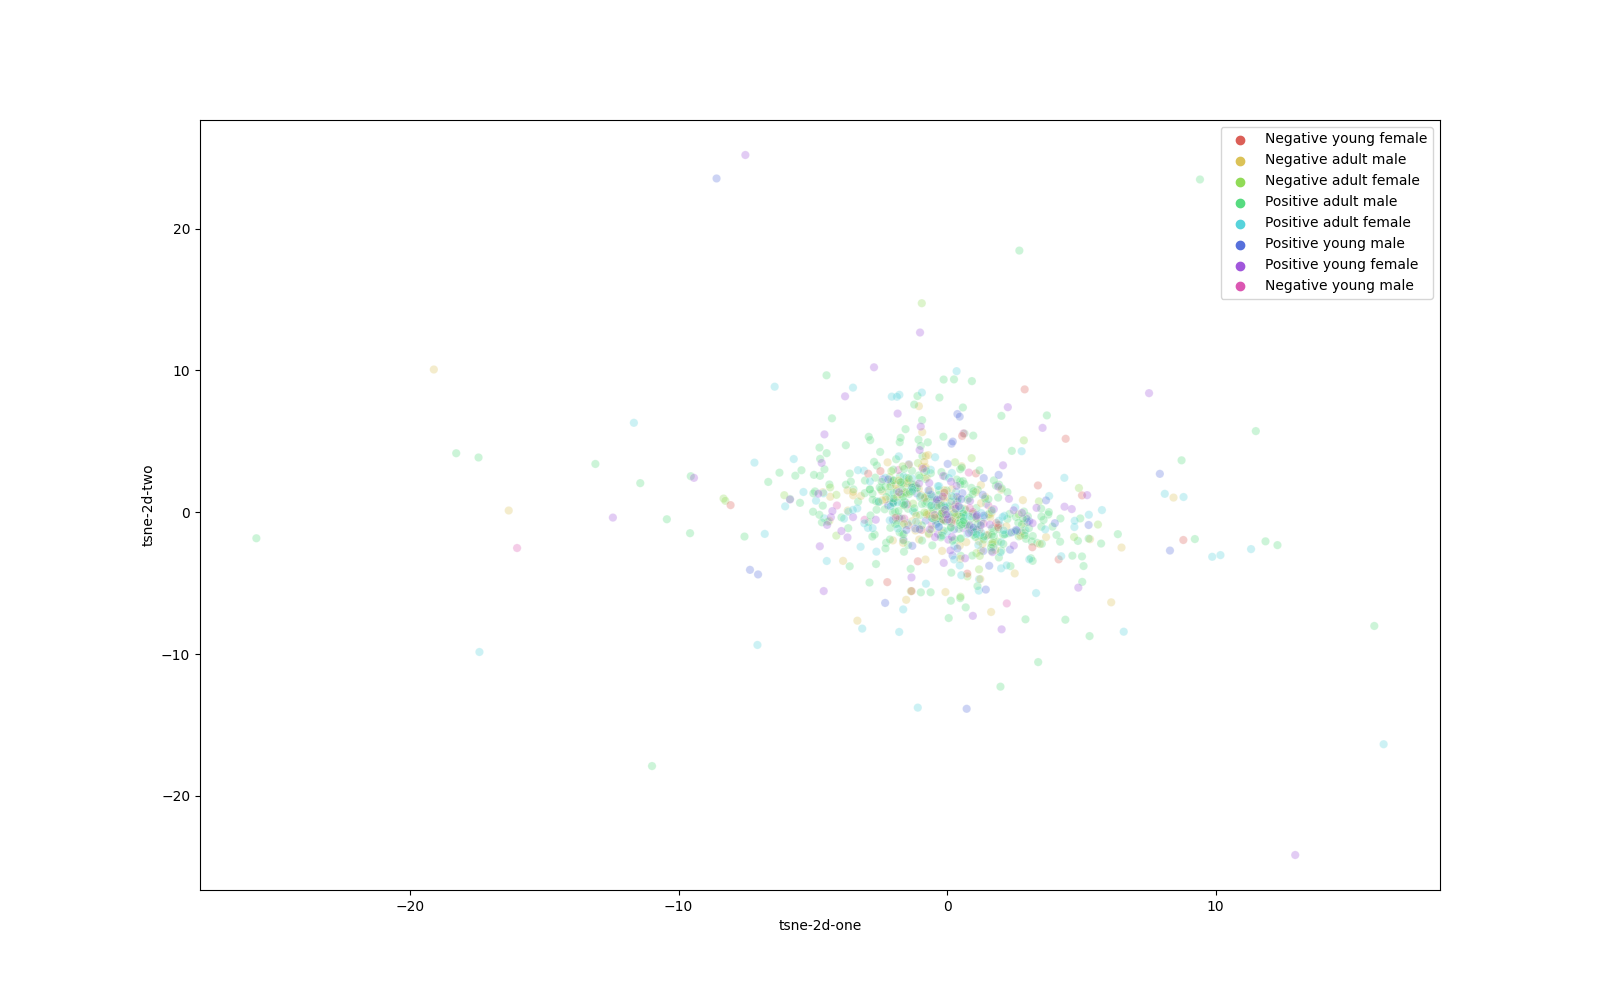 Negative young female
Negative adult male
Negative adult female
Positive adult male
Positive adult female
Positive young male
Positive young female
Negative young male
20
10
0
−10
−20
tsne-2d-two
−20
−10
0
10
tsne-2d-one